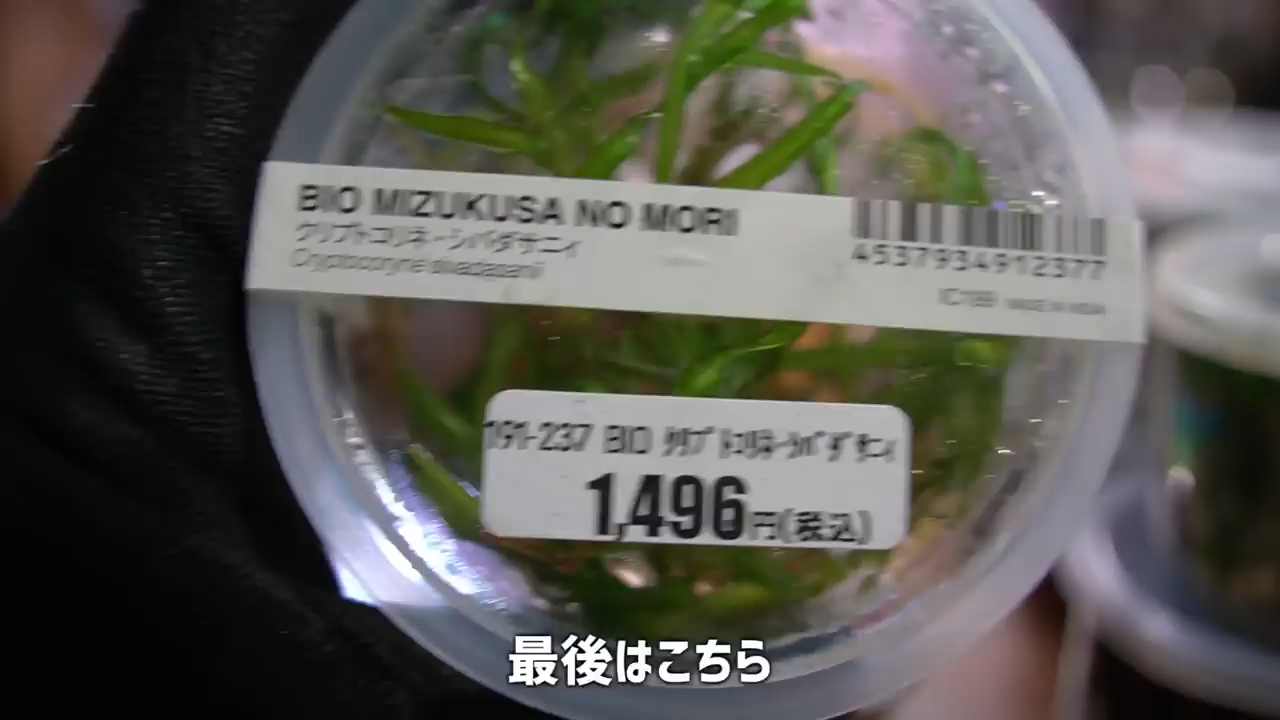 BIO MIZUKUSA NO MORI
クリプトコリネ・シバダサニィ
Cryptocoryne sivadasanii
4537934912377
IC189 MADE IN INDIA
191-237 BIO クリプトコリネ・シバダサニィ
1,496円(税込)
最後はこちら